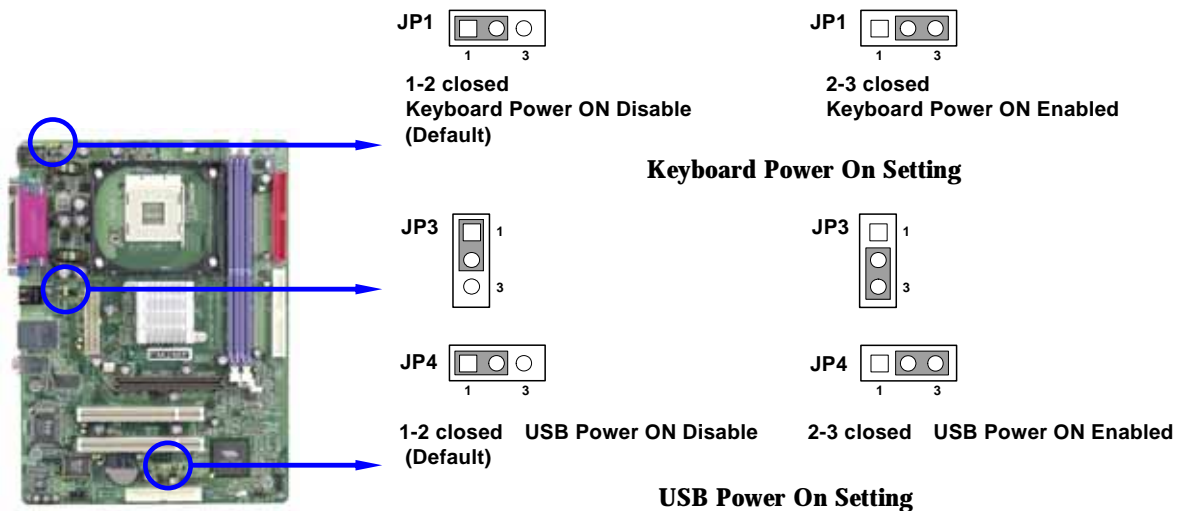 JP1
1 3
1-2 closed
Keyboard Power ON Disable
(Default)
JP1
1 3
2-3 closed
Keyboard Power ON Enabled
Keyboard Power On Setting
JP3
1
3
JP3
1
3
JP4
1 3
1-2 closed USB Power ON Disable
(Default)
JP4
1 3
2-3 closed USB Power ON Enabled
USB Power On Setting